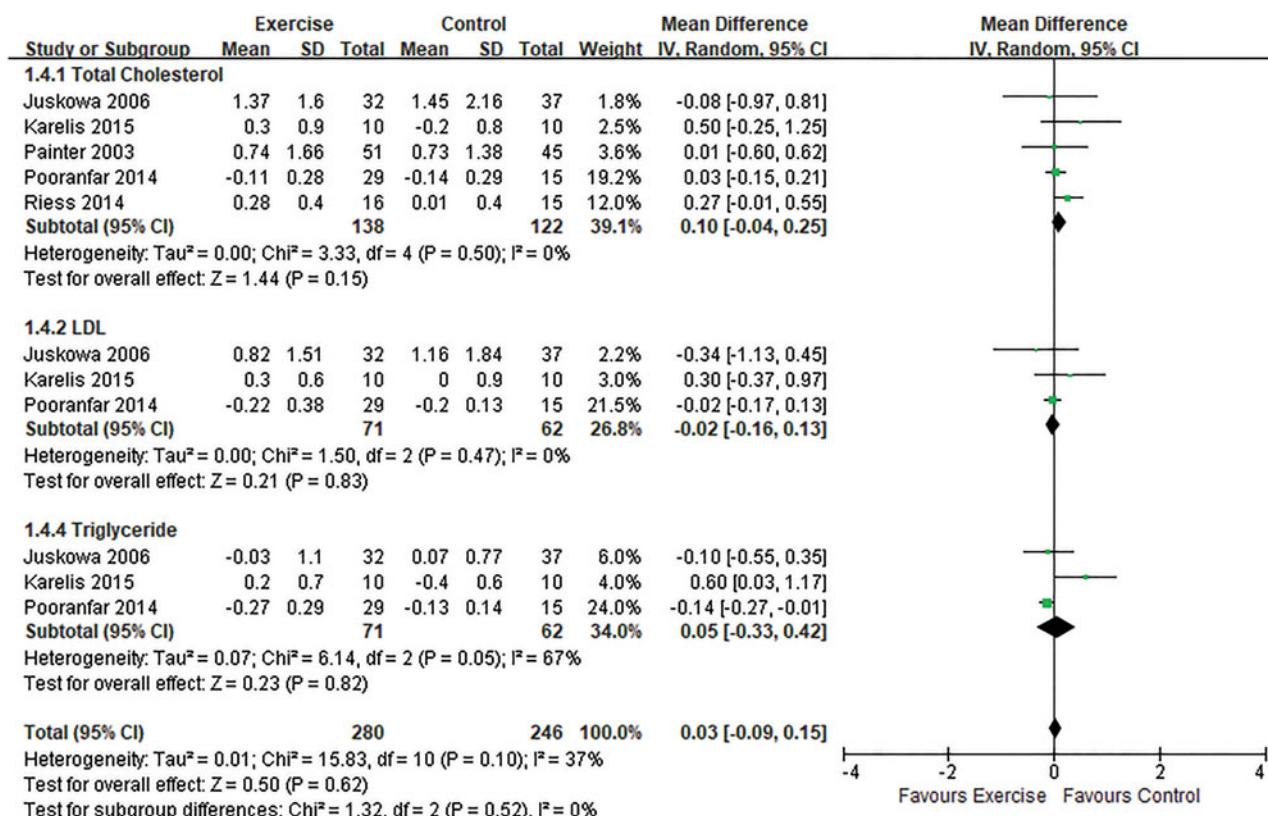 Exercise Control Mean Difference Mean Difference
Study or Subgroup Mean SD Total Mean SD Total Weight IV, Random, 95% CI IV, Random, 95% CI
1.4.1 Total Cholesterol
Juskowa 2006 1.37 1.6 32 1.45 2.16 37 1.8% -0.08 [-0.97, 0.81]
Karelis 2015 0.3 0.9 10 -0.2 0.8 10 2.5% 0.50 [-0.25, 1.25]
Painter 2003 0.74 1.66 51 0.73 1.38 45 3.6% 0.01 [-0.60, 0.62]
Pooranfar 2014 -0.11 0.28 29 -0.14 0.29 15 19.2% 0.03 [-0.15, 0.21]
Riess 2014 0.28 0.4 16 0.01 0.4 15 12.0% 0.27 [-0.01, 0.55]
Subtotal (95% CI) 138 122 39.1% 0.10 [-0.04, 0.25]
Heterogeneity: Tau² = 0.00; Chi² = 3.33, df = 4 (P = 0.50); I² = 0%
Test for overall effect: Z = 1.44 (P = 0.15)
1.4.2 LDL
Juskowa 2006 0.82 1.51 32 1.16 1.84 37 2.2% -0.34 [-1.13, 0.45]
Karelis 2015 0.3 0.6 10 0 0.9 10 3.0% 0.30 [-0.37, 0.97]
Pooranfar 2014 -0.22 0.38 29 -0.2 0.13 15 21.5% -0.02 [-0.17, 0.13]
Subtotal (95% CI) 71 62 26.8% -0.02 [-0.16, 0.13]
Heterogeneity: Tau² = 0.00; Chi² = 1.50, df = 2 (P = 0.47); I² = 0%
Test for overall effect: Z = 0.21 (P = 0.83)
1.4.4 Triglyceride
Juskowa 2006 -0.03 1.1 32 0.07 0.77 37 6.0% -0.10 [-0.55, 0.35]
Karelis 2015 0.2 0.7 10 -0.4 0.6 10 4.0% 0.60 [0.03, 1.17]
Pooranfar 2014 -0.27 0.29 29 -0.13 0.14 15 24.0% -0.14 [-0.27, -0.01]
Subtotal (95% CI) 71 62 34.0% 0.05 [-0.33, 0.42]
Heterogeneity: Tau² = 0.07; Chi² = 6.14, df = 2 (P = 0.05); I² = 67%
Test for overall effect: Z = 0.23 (P = 0.82)
Total (95% CI) 280 246 100.0% 0.03 [-0.09, 0.15]
Heterogeneity: Tau² = 0.01; Chi² = 15.83, df = 10 (P = 0.10); I² = 37%
Test for overall effect: Z = 0.50 (P = 0.62)
Test for subgroup differences: Chi² = 1.32, df = 2 (P = 0.52), I² = 0%
-4 -2 0 2 4
Favours Exercise Favours Control